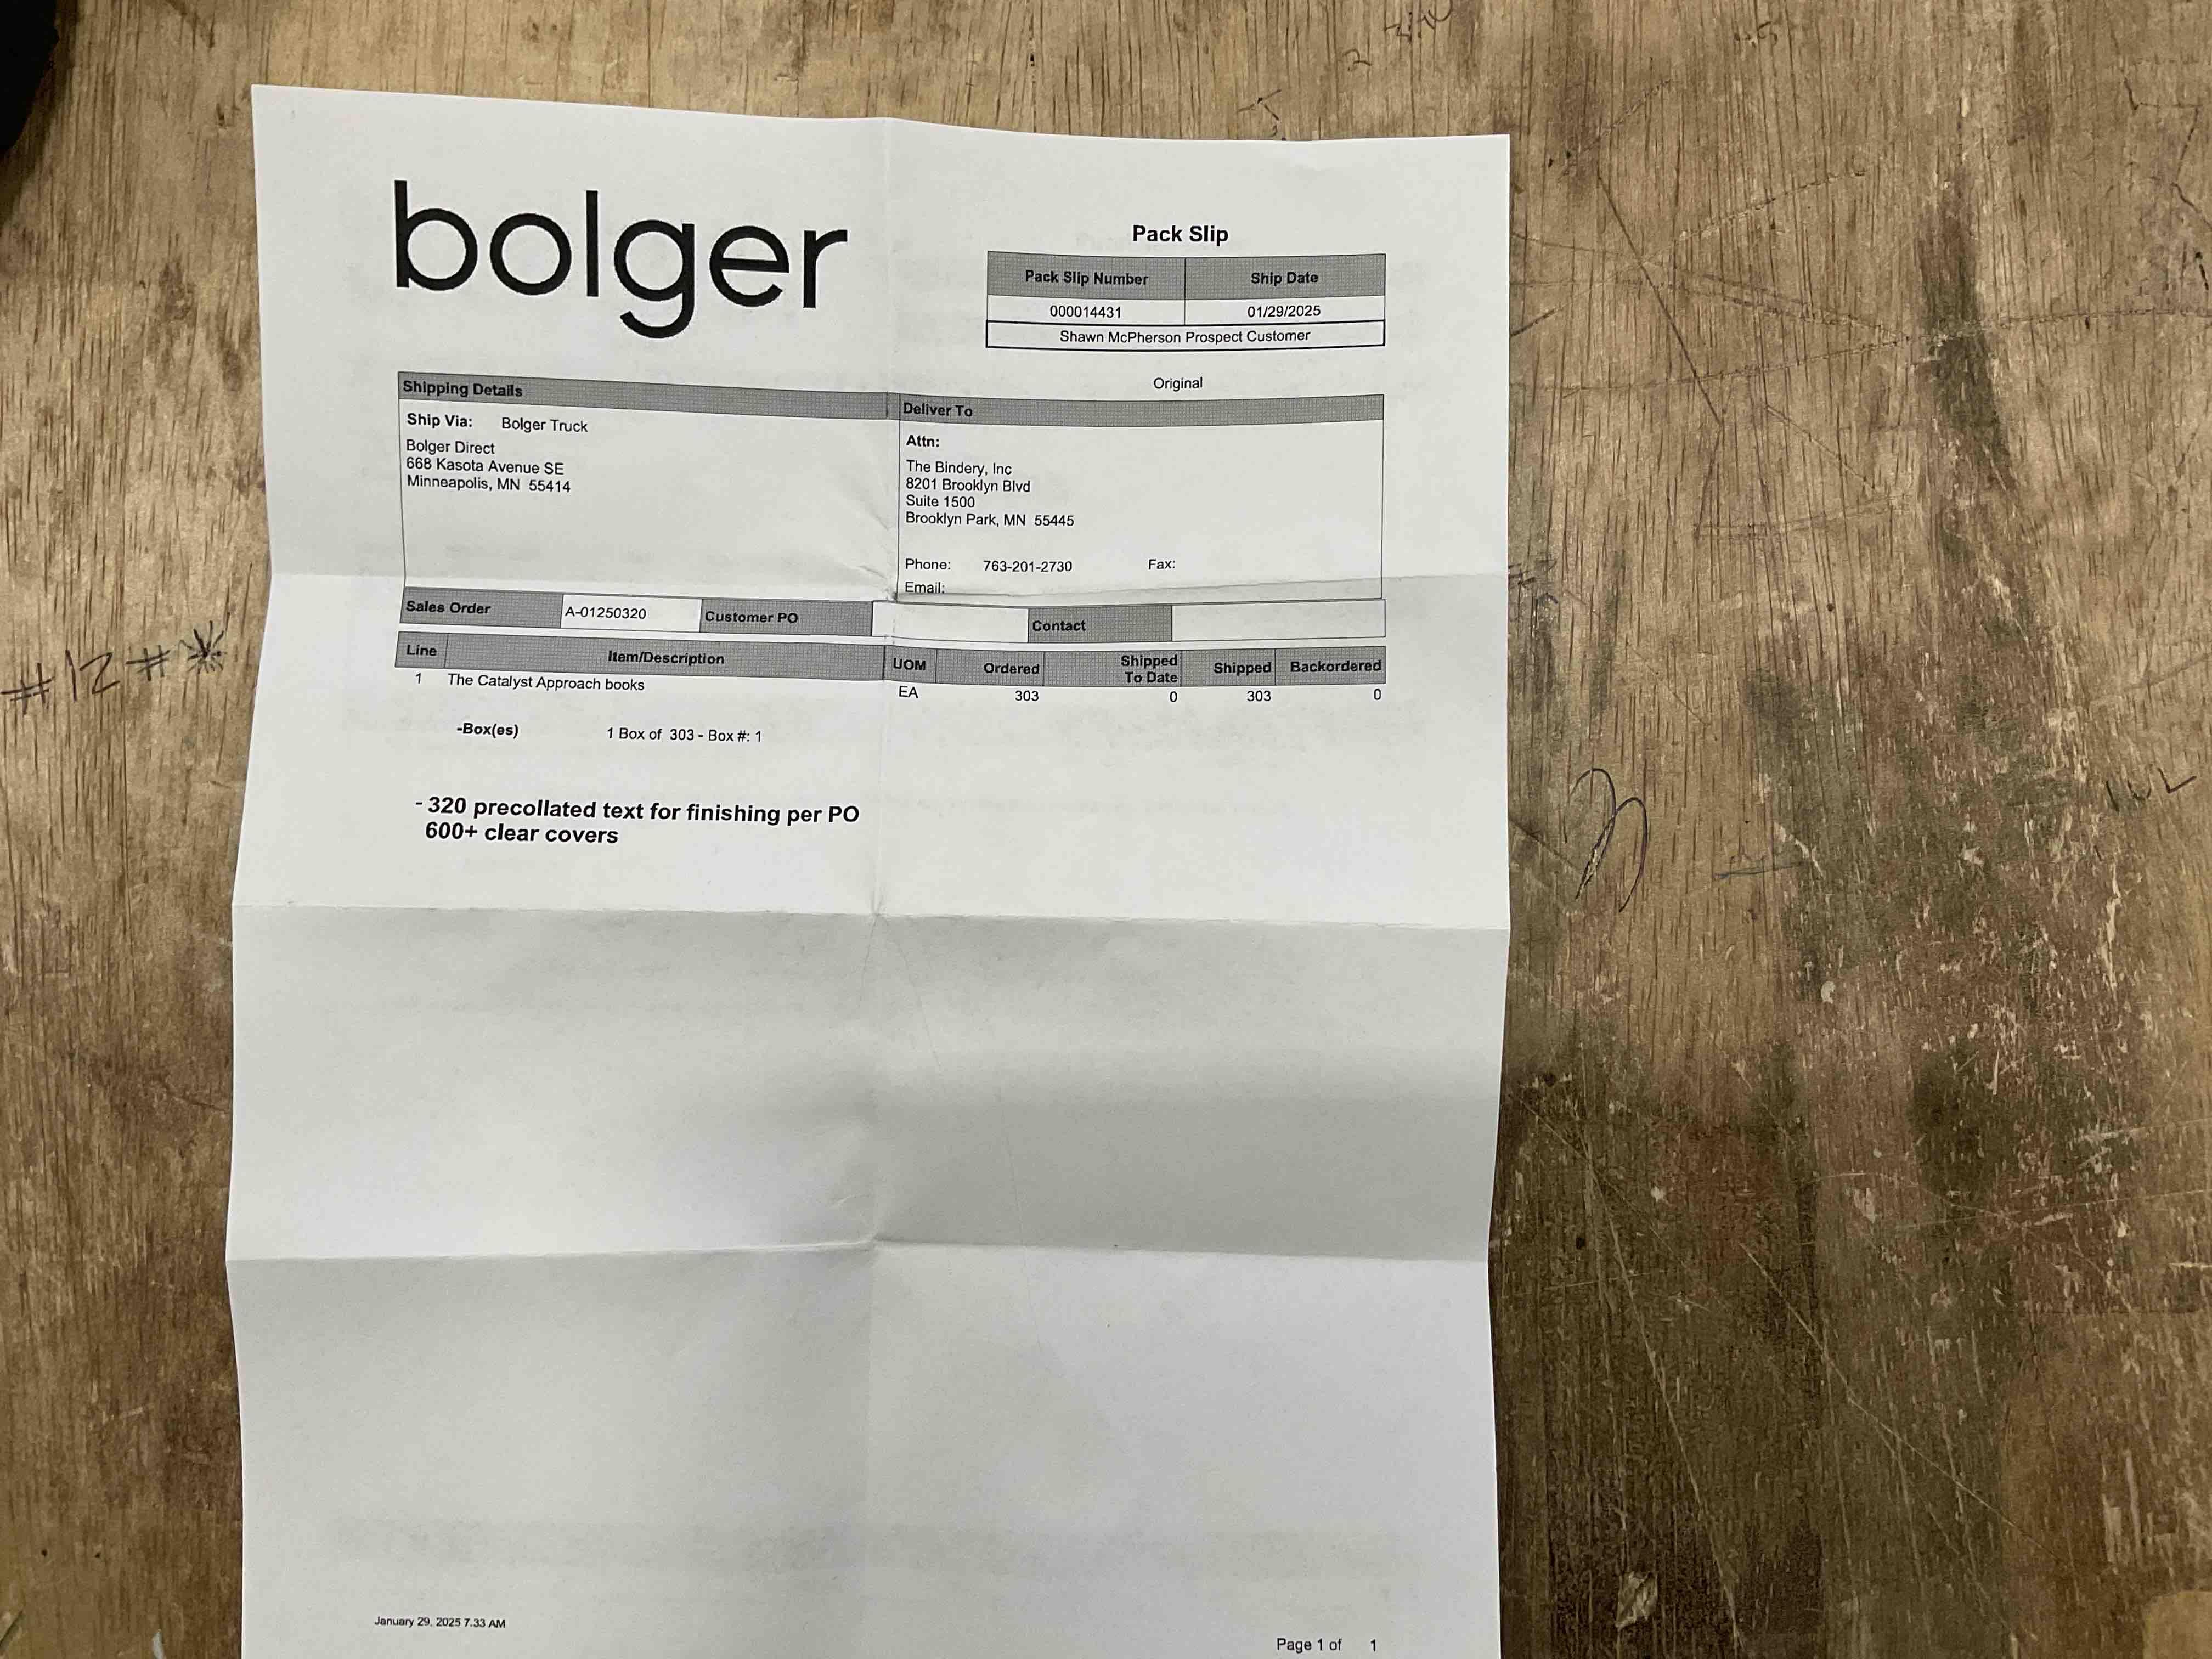 bolger
Pack Slip
Pack Slip Number Ship Date
000014431 01/29/2025
Shawn McPherson Prospect Customer
Original
Shipping Details
Ship Via: Bolger Truck
Bolger Direct
668 Kasota Avenue SE
Minneapolis, MN 55414
Deliver To
Attn:
The Bindery, Inc
8201 Brooklyn Blvd
Suite 1500
Brooklyn Park, MN 55445
Phone: 763-201-2730 Fax:
Email:
Sales Order A-01250320 Customer PO Contact
Line Item/Description UOM Ordered Shipped To Date Shipped Backordered
1 The Catalyst Approach books EA 303 0 303 0
-Box(es) 1 Box of 303 - Box #: 1
- 320 precollated text for finishing per PO
600+ clear covers
January 29, 2025 7.33 AM
Page 1 of 1
#12#